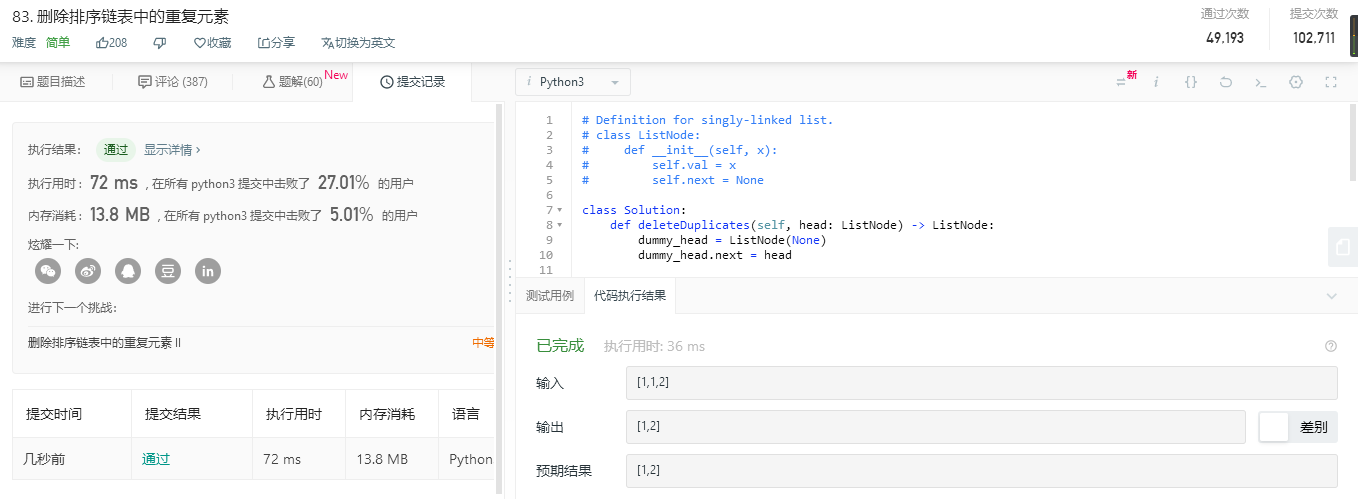 83. 删除排序链表中的重复元素
难度 简单 208 收藏 分享 切换为英文
通过次数 提交次数
49,193 102,711
题目描述 评论 (387) 题解(60) New 提交记录
执行结果： 通过 显示详情 ›
执行用时 : 72 ms , 在所有 python3 提交中击败了 27.01% 的用户
内存消耗 : 13.8 MB , 在所有 python3 提交中击败了 5.01% 的用户
炫耀一下:
豆 in
进行下一个挑战：
删除排序链表中的重复元素 II 中等
提交时间 提交结果 执行用时 内存消耗 语言
几秒前 通过 72 ms 13.8 MB Python
i Python3 新 i {}
1 # Definition for singly-linked list.
2 # class ListNode:
3 #     def __init__(self, x):
4 #         self.val = x
5 #         self.next = None
6
7 class Solution:
8     def deleteDuplicates(self, head: ListNode) -> ListNode:
9         dummy_head = ListNode(None)
10         dummy_head.next = head
11
测试用例 代码执行结果
已完成 执行用时: 36 ms
输入 [1,1,2]
输出 [1,2] 差别
预期结果 [1,2]